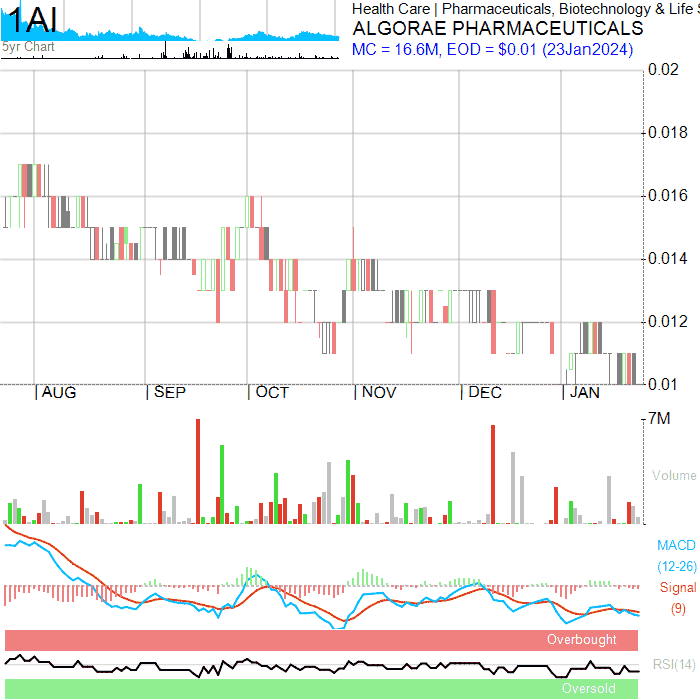 1AI
5yr Chart
Health Care | Pharmaceuticals, Biotechnology & Life S
ALGORAE PHARMACEUTICALS
MC = 16.6M, EOD = $0.01 (23Jan2024)
0.02
0.018
0.016
0.014
0.012
0.01
| AUG | SEP | OCT | NOV | DEC | JAN
7M
Volume
MACD
(12-26)
Signal
(9)
Overbought
RSI(14)
Oversold